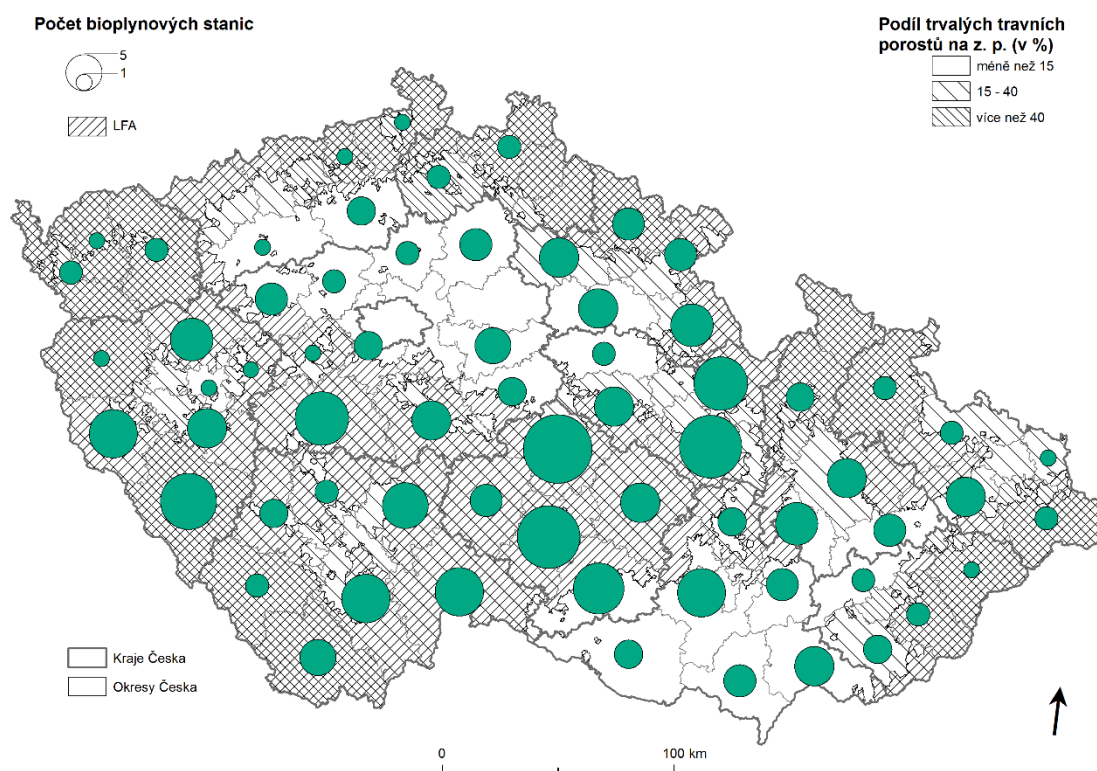 Počet bioplynových stanic
5
1
LFA
Podíl trvalých travních
porostů na z. p. (v %)
méně než 15
15 - 40
více než 40
Kraje Česka
Okresy Česka
0
100 km